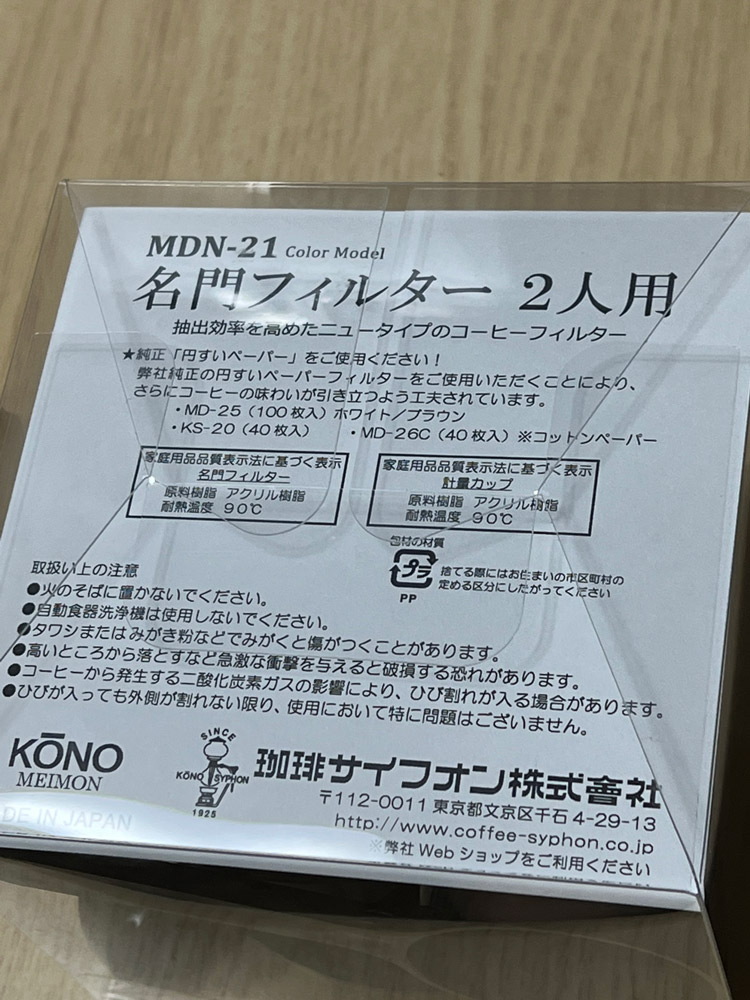 MDN-21 Color Model
名門フィルター 2人用
抽出効率を高めたニュータイプのコーヒーフィルター
★純正「円すいペーパー」をご使用ください！
弊社純正の円すいペーパーフィルターをご使用いただくことにより、
さらにコーヒーの味わいが引き立つよう工夫されています。
・MD-25（100枚入）ホワイト／ブラウン
・KS-20（40枚入） ・MD-26C（40枚入）※コットンペーパー
家庭用品品質表示法に基づく表示
名門フィルター
原料樹脂 アクリル樹脂
耐熱温度 90℃
家庭用品品質表示法に基づく表示
計量カップ
原料樹脂 アクリル樹脂
耐熱温度 90℃
包材の材質
プラ
PP
捨てる際にはお住まいの市区町村の
定める区分にしたがってください
取扱い上の注意
●火のそばに置かないでください。
●自動食器洗浄機は使用しないでください。
●タワシまたはみがき粉などでみがくと傷がつくことがあります。
●高いところから落とすなど急激な衝撃を与えると破損する恐れがあります。
●コーヒーから発生する二酸化炭素ガスの影響により、ひび割れが入る場合があります。
●ひびが入っても外側が割れない限り、使用において特に問題はございません。
KŌNO
MEIMON
SINCE
KŌNO SYPHON
1925
珈琲サイフオン株式會社
〒112-0011 東京都文京区千石4-29-13
http://www.coffee-syphon.co.jp
※弊社Webショップをご利用ください
DE IN JAPAN